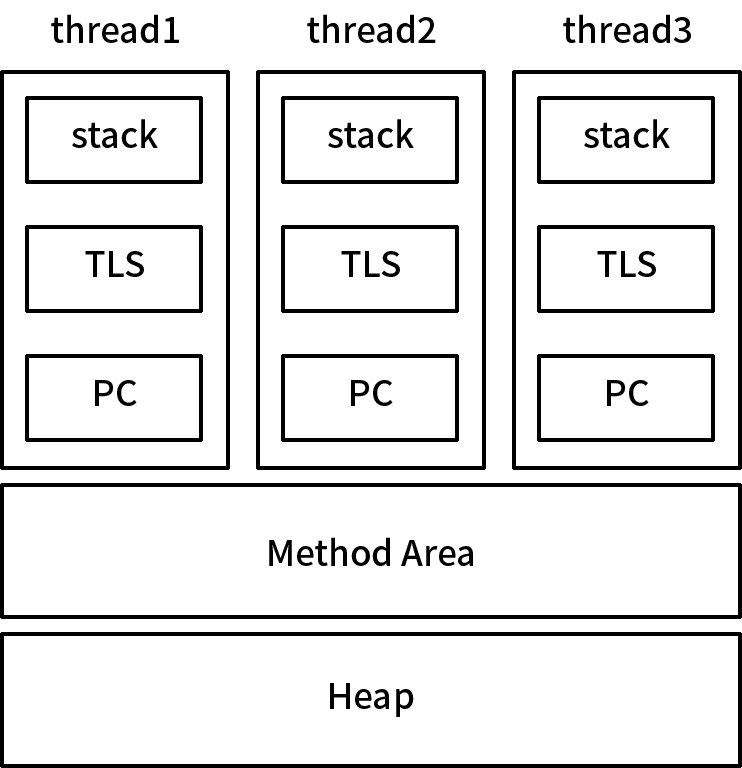 thread1 thread2 thread3
stack stack stack
TLS TLS TLS
PC PC PC
Method Area
Heap